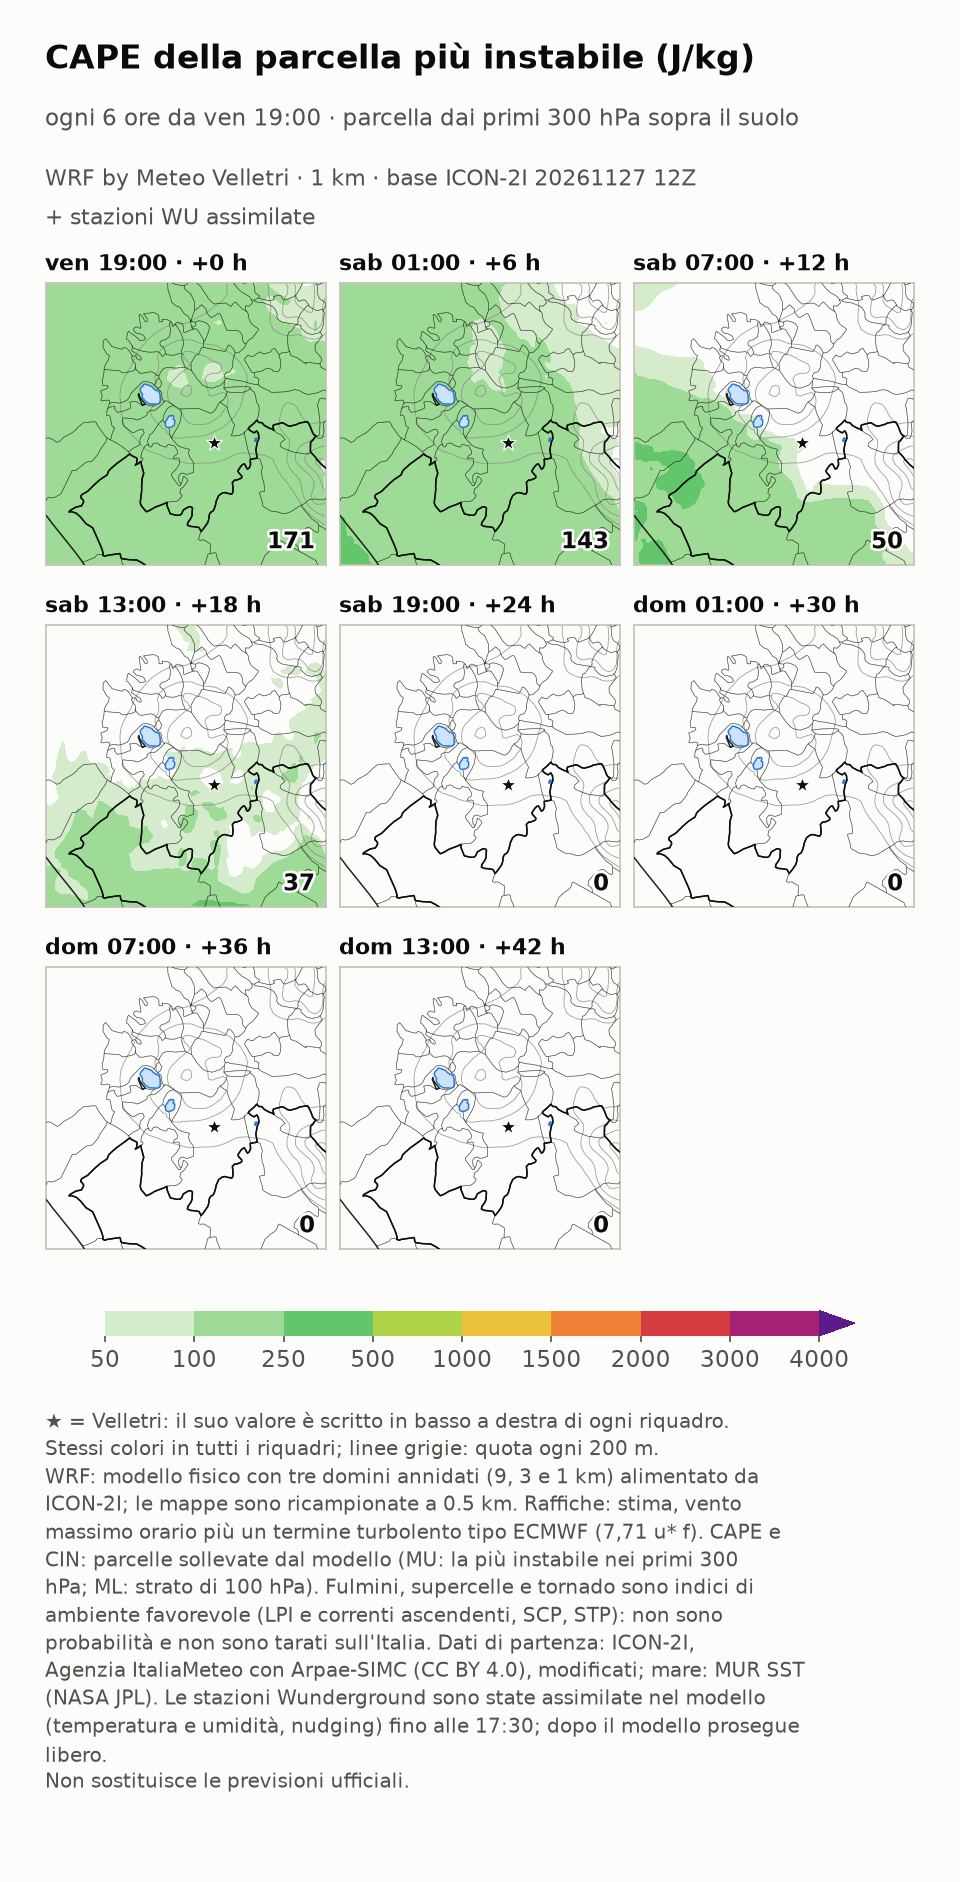 CAPE della parcella più instabile (J/kg)
ogni 6 ore da ven 19:00 · parcella dai primi 300 hPa sopra il suolo
WRF by Meteo Velletri · 1 km · base ICON-2I 20261127 12Z
+ stazioni WU assimilate
ven 19:00 · +0 h
sab 01:00 · +6 h
sab 07:00 · +12 h
171
143
50
sab 13:00 · +18 h
sab 19:00 · +24 h
dom 01:00 · +30 h
37
0
0
dom 07:00 · +36 h
dom 13:00 · +42 h
0
0
50 100 250 500 1000 1500 2000 3000 4000
★ = Velletri: il suo valore è scritto in basso a destra di ogni riquadro.
Stessi colori in tutti i riquadri; linee grigie: quota ogni 200 m.
WRF: modello fisico con tre domini annidati (9, 3 e 1 km) alimentato da
ICON-2I; le mappe sono ricampionate a 0.5 km. Raffiche: stima, vento
massimo orario più un termine turbolento tipo ECMWF (7,71 u* f). CAPE e
CIN: parcelle sollevate dal modello (MU: la più instabile nei primi 300
hPa; ML: strato di 100 hPa). Fulmini, supercelle e tornado sono indici di
ambiente favorevole (LPI e correnti ascendenti, SCP, STP): non sono
probabilità e non sono tarati sull'Italia. Dati di partenza: ICON-2I,
Agenzia ItaliaMeteo con Arpae-SIMC (CC BY 4.0), modificati; mare: MUR SST
(NASA JPL). Le stazioni Wunderground sono state assimilate nel modello
(temperatura e umidità, nudging) fino alle 17:30; dopo il modello prosegue
libero.
Non sostituisce le previsioni ufficiali.